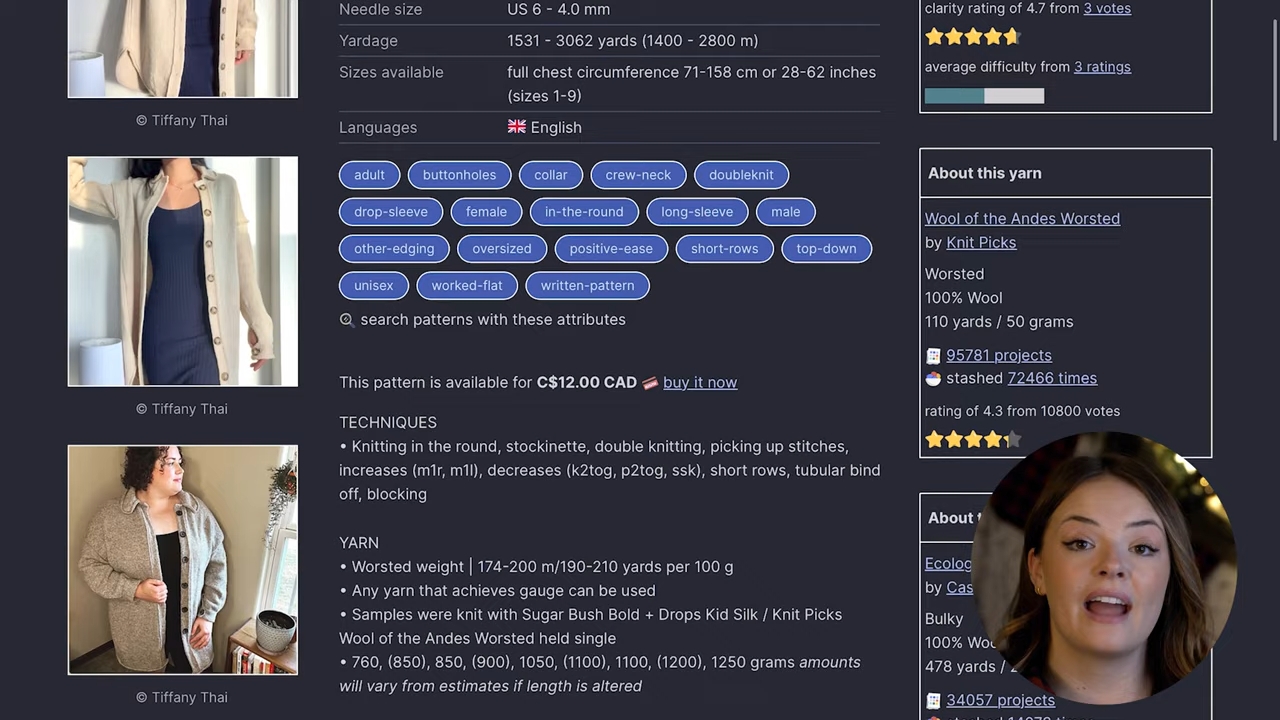 Needle size US 6 - 4.0 mm
Yardage 1531 - 3062 yards (1400 - 2800 m)
Sizes available full chest circumference 71-158 cm or 28-62 inches
(sizes 1-9)
Languages English
adult buttonholes collar crew-neck doubleknit
drop-sleeve female in-the-round long-sleeve male
other-edging oversized positive-ease short-rows top-down
unisex worked-flat written-pattern
search patterns with these attributes
This pattern is available for C$12.00 CAD buy it now
TECHNIQUES
• Knitting in the round, stockinette, double knitting, picking up stitches,
increases (m1r, m1l), decreases (k2tog, p2tog, ssk), short rows, tubular bind
off, blocking
YARN
• Worsted weight | 174-200 m/190-210 yards per 100 g
• Any yarn that achieves gauge can be used
• Samples were knit with Sugar Bush Bold + Drops Kid Silk / Knit Picks
Wool of the Andes Worsted held single
• 760, (850), 850, (900), 1050, (1100), 1100, (1200), 1250 grams amounts
will vary from estimates if length is altered
© Tiffany Thai
© Tiffany Thai
© Tiffany Thai
clarity rating of 4.7 from 3 votes
average difficulty from 3 ratings
About this yarn
Wool of the Andes Worsted
by Knit Picks
Worsted
100% Wool
110 yards / 50 grams
95781 projects
stashed 72466 times
rating of 4.3 from 10800 votes
About
Ecolog
by Cas
Bulky
100% Woo
478 yards /
34057 projects